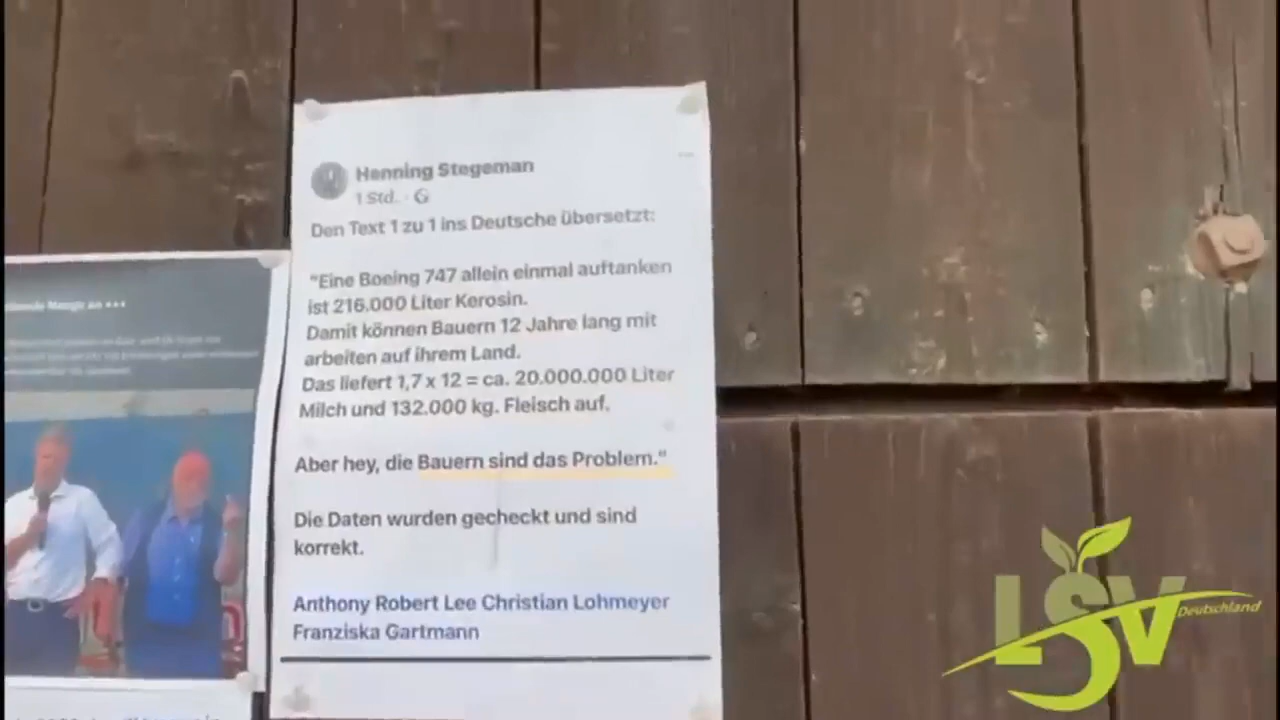 Henning Stegeman
1 Std. ·
Den Text 1 zu 1 ins Deutsche übersetzt:
"Eine Boeing 747 allein einmal auftanken
ist 216.000 Liter Kerosin.
Damit können Bauern 12 Jahre lang mit
arbeiten auf ihrem Land.
Das liefert 1,7 x 12 = ca. 20.000.000 Liter
Milch und 132.000 kg. Fleisch auf.
Aber hey, die Bauern sind das Problem."
Die Daten wurden gecheckt und sind
korrekt.
Anthony Robert Lee Christian Lohmeyer
Franziska Gartmann
LSV
Deutschland